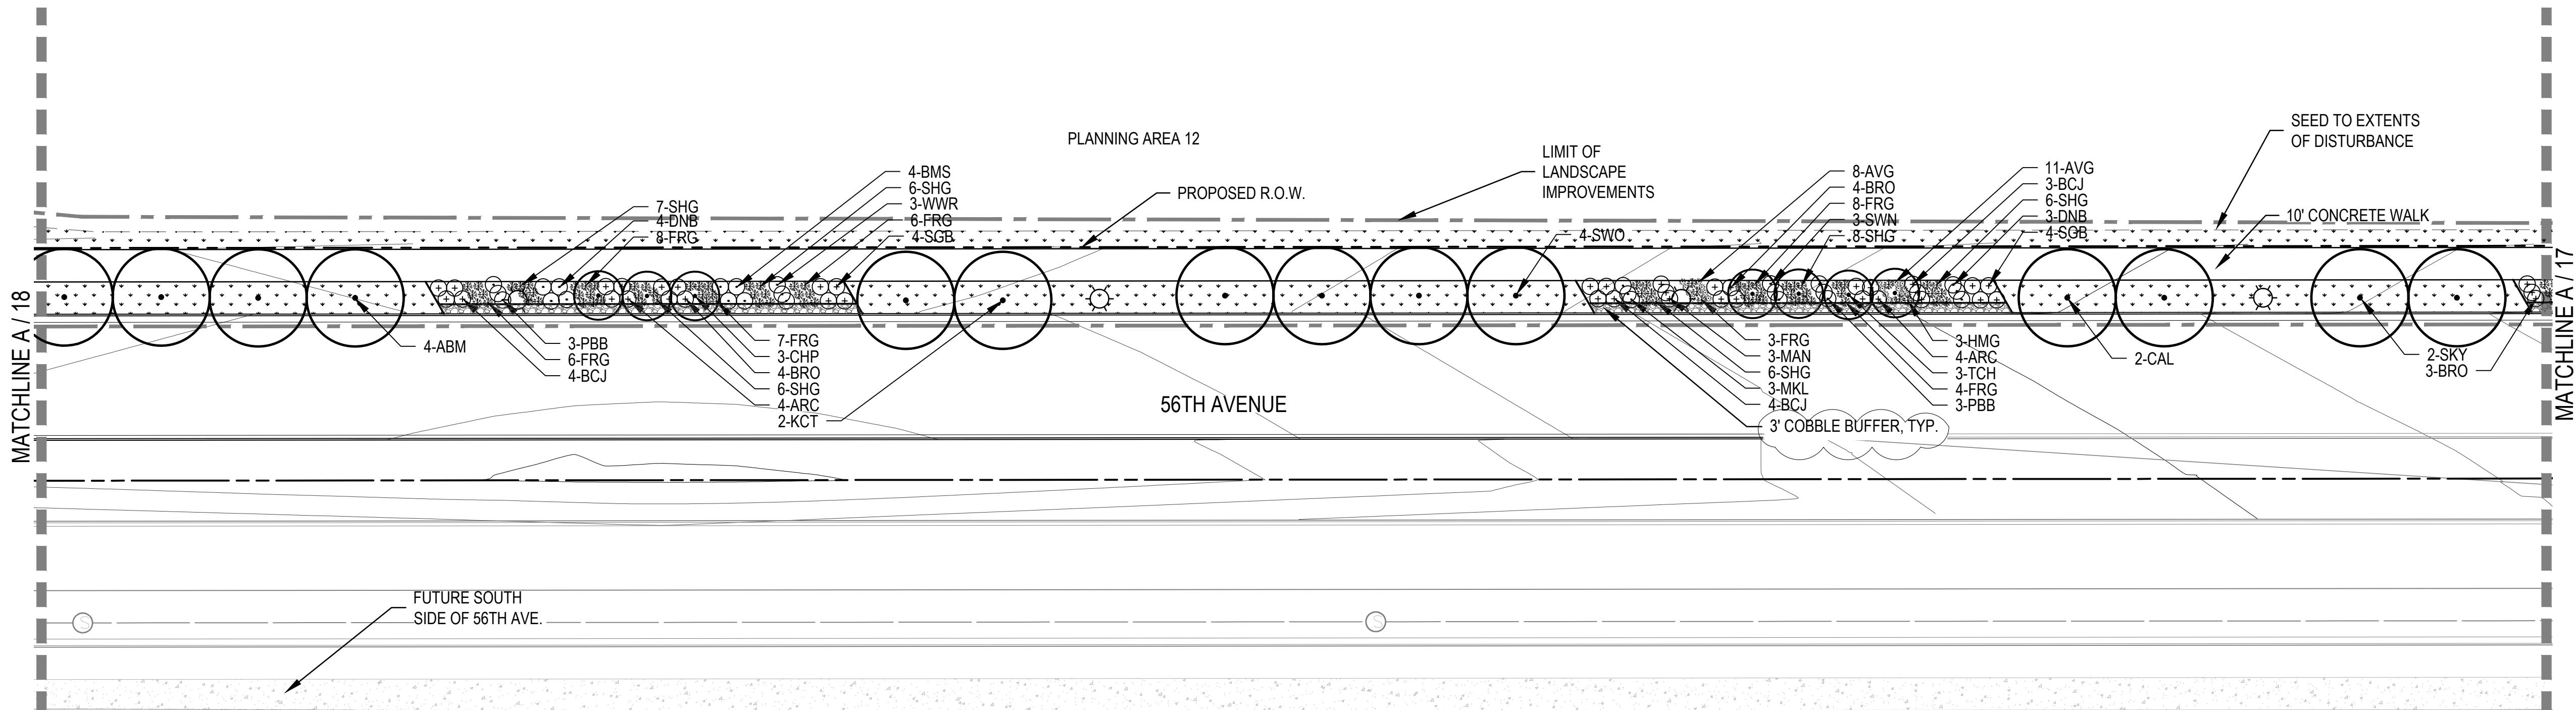 MATCHLINE A / 18
PLANNING AREA 12
PROPOSED R.O.W.
LIMIT OF
LANDSCAPE
IMPROVEMENTS
SEED TO EXTENTS
OF DISTURBANCE
10' CONCRETE WALK
7-SHG
4-DNB
8-FRG
4-BMS
6-SHG
3-WWR
6-FRG
4-SGB
4-SWO
8-AVG
4-BRO
8-FRG
3-SWN
8-SHG
11-AVG
3-BCJ
6-SHG
3-DNB
4-SGB
4-ABM
3-PBB
6-FRG
4-BCJ
7-FRG
3-CHP
4-BRO
6-SHG
4-ARC
2-KCT
3-FRG
3-MAN
6-SHG
3-MKL
4-BCJ
3' COBBLE BUFFER, TYP.
3-HMG
4-ARC
3-TCH
4-FRG
3-PBB
2-CAL
2-SKY
3-BRO
56TH AVENUE
FUTURE SOUTH
SIDE OF 56TH AVE.
S
S
MATCHLINE A / 17